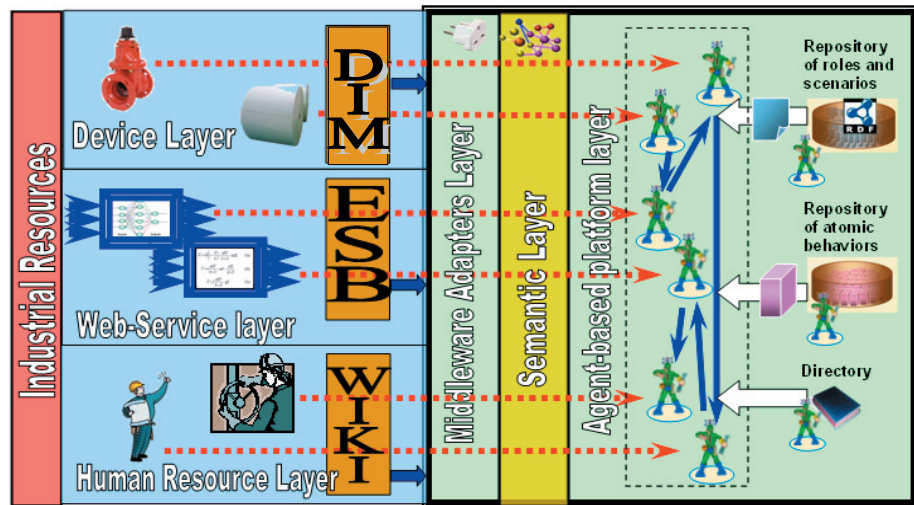 Industrial Resources
Device Layer
DIM
Web-Service layer
ESB
Human Resource Layer
WIKI
Middleware Adapters Layer
Semantic Layer
Agent-based platform layer
Repository
of roles and
scenarios
RDF
Repository
of atomic
behaviors
Directory